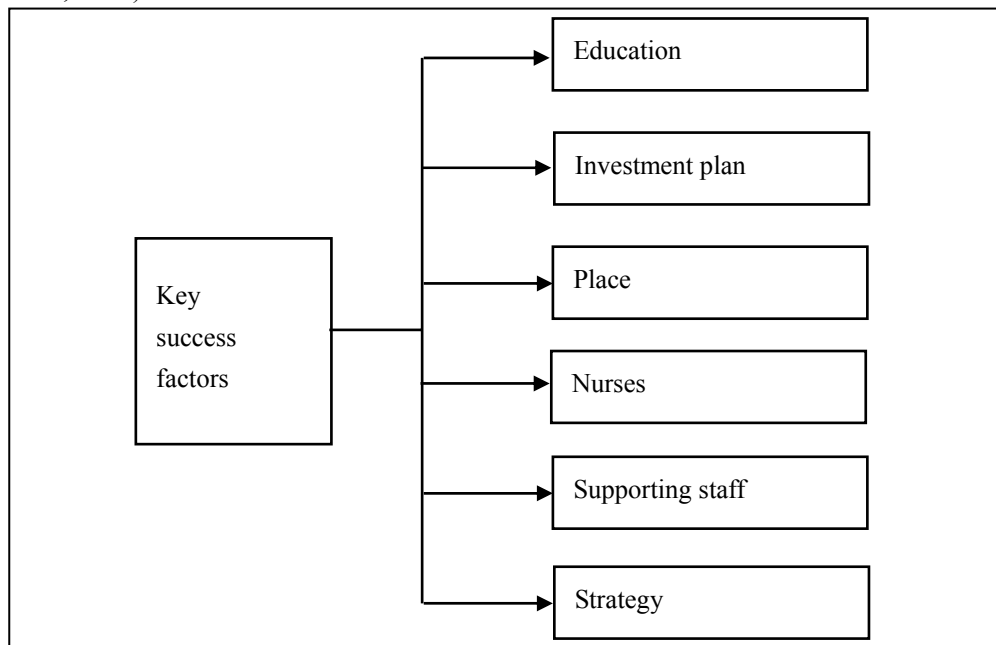 Key
success
factors
Education
Investment plan
Place
Nurses
Supporting staff
Strategy